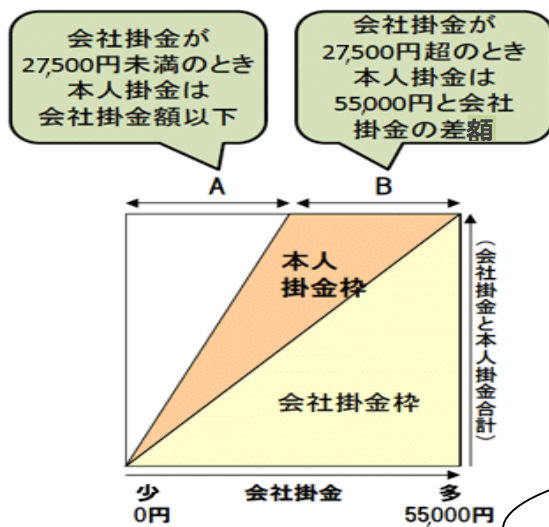 会社掛金が
27,500円未満のとき
本人掛金は
会社掛金額以下
会社掛金が
27,500円超のとき
本人掛金は
55,000円と会社
掛金の差額
A
B
本人
掛金枠
会社掛金枠
(会社掛金と本人掛金合計)
少
会社掛金
多
0円
55,000円